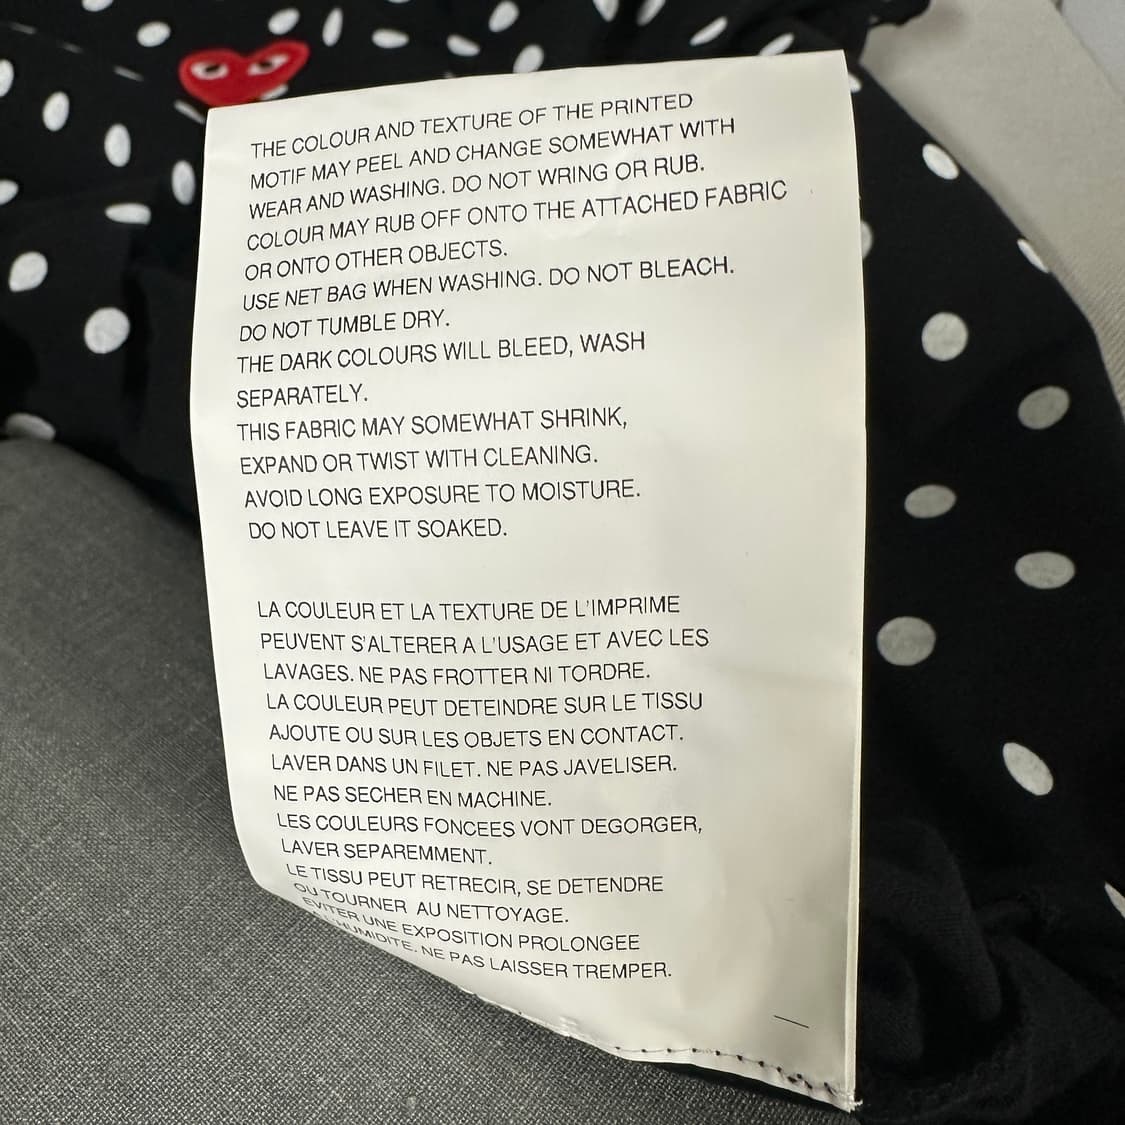 THE COLOUR AND TEXTURE OF THE PRINTED
MOTIF MAY PEEL AND CHANGE SOMEWHAT WITH
WEAR AND WASHING. DO NOT WRING OR RUB.
COLOUR MAY RUB OFF ONTO THE ATTACHED FABRIC
OR ONTO OTHER OBJECTS.
USE NET BAG WHEN WASHING. DO NOT BLEACH.
DO NOT TUMBLE DRY.
THE DARK COLOURS WILL BLEED, WASH
SEPARATELY.
THIS FABRIC MAY SOMEWHAT SHRINK,
EXPAND OR TWIST WITH CLEANING.
AVOID LONG EXPOSURE TO MOISTURE.
DO NOT LEAVE IT SOAKED.
LA COULEUR ET LA TEXTURE DE L'IMPRIME
PEUVENT S'ALTERER A L'USAGE ET AVEC LES
LAVAGES. NE PAS FROTTER NI TORDRE.
LA COULEUR PEUT DETEINDRE SUR LE TISSU
AJOUTE OU SUR LES OBJETS EN CONTACT.
LAVER DANS UN FILET. NE PAS JAVELISER.
NE PAS SECHER EN MACHINE.
LES COULEURS FONCEES VONT DEGORGER,
LAVER SEPAREMMENT.
LE TISSU PEUT RETRECIR, SE DETENDRE
OU TOURNER AU NETTOYAGE.
EVITER UNE EXPOSITION PROLONGEE
L'HUMIDITE. NE PAS LAISSER TREMPER.